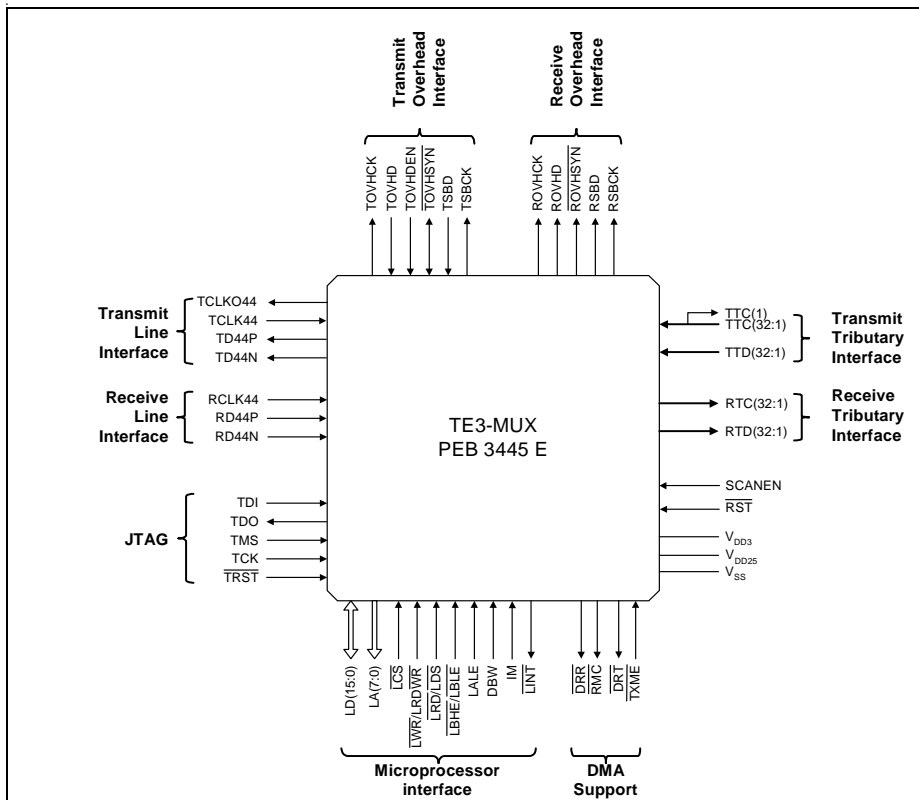 Transmit
Overhead
Interface
Receive
Overhead
Interface
TOVHCK
TOVHD
TOVHDEN
TOVHSYN
TSBD
TSBCK
ROVHCK
ROVHD
ROVHSYN
RSBD
RSBCK
Transmit
Line
Interface
TCLKO44
TCLK44
TD44P
TD44N
Receive
Line
Interface
RCLK44
RD44P
RD44N
JTAG
TDI
TDO
TMS
TCK
TRST
TE3-MUX
PEB 3445 E
TTC(1)
TTC(32:1)
TTD(32:1)
Transmit
Tributary
Interface
RTC(32:1)
RTD(32:1)
Receive
Tributary
Interface
SCANEN
RST
VDD3
VDD25
VSS
LD(15:0)
LA(7:0)
LCS
LWR/LRDWR
LRD/LDS
LBHE/LBLE
LALE
DBW
IM
LINT
DRR
RMC
DRT
TXME
Microprocessor
interface
DMA
Support